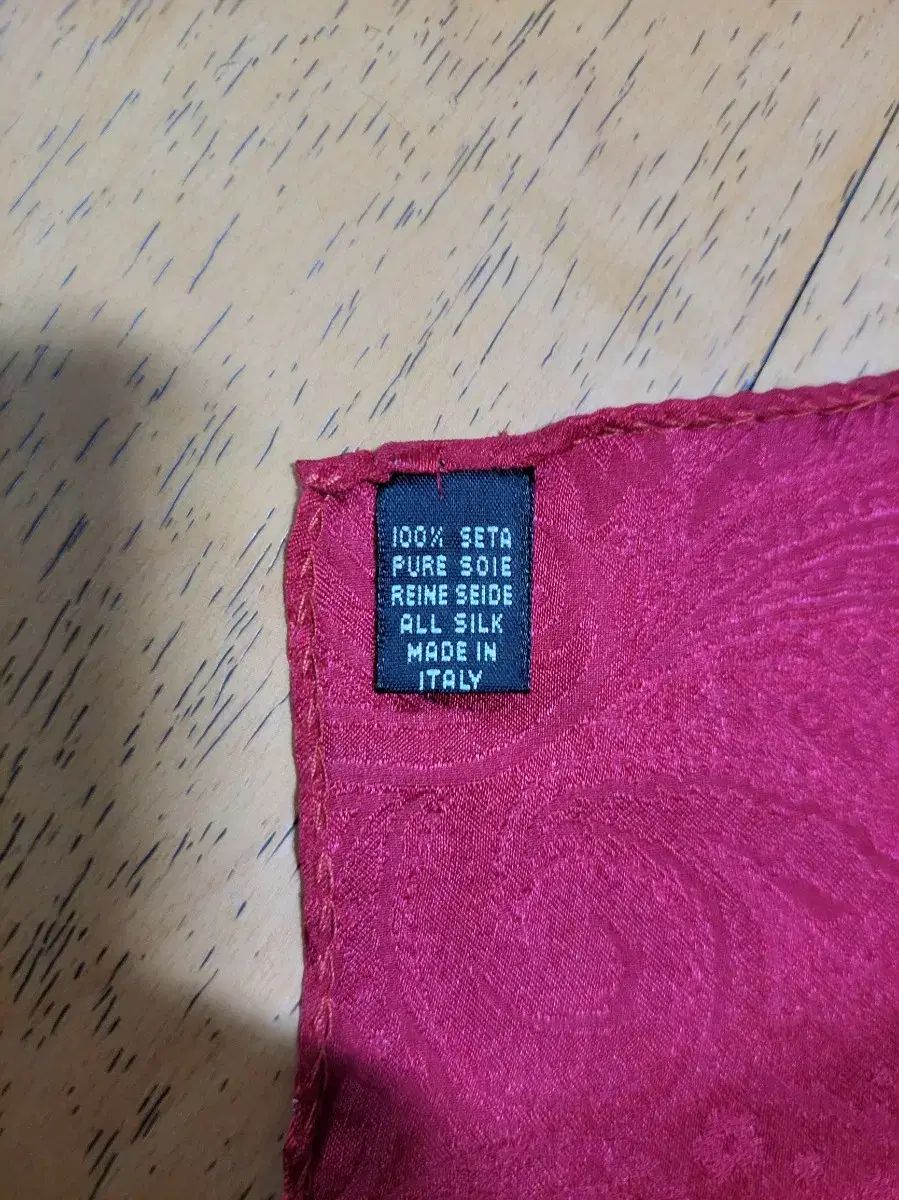 100% SETA
PURE SOIE
REINE SEIDE
ALL SILK
MADE IN
ITALY